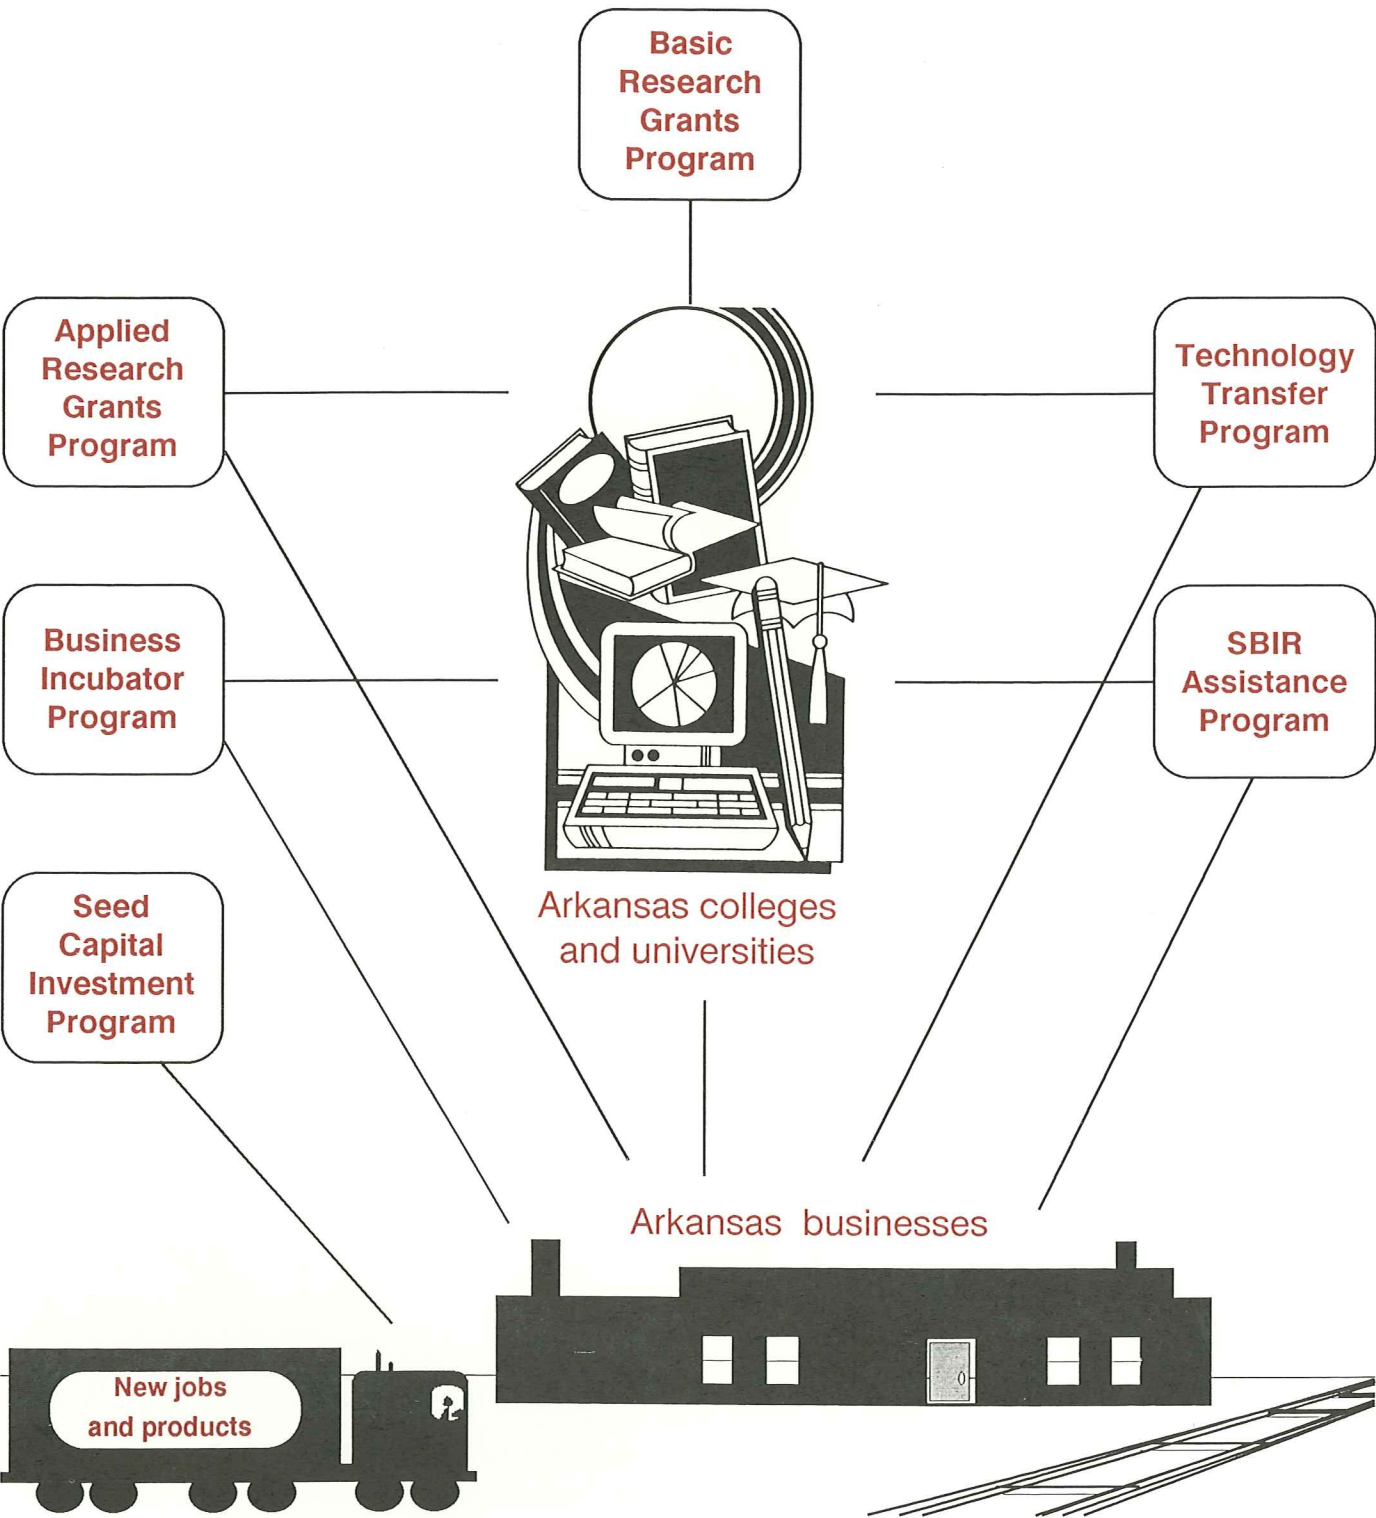 Basic
Research
Grants
Program
Applied
Research
Grants
Program
Technology
Transfer
Program
Business
Incubator
Program
SBIR
Assistance
Program
Seed
Capital
Investment
Program
Arkansas colleges
and universities
Arkansas businesses
New jobs
and products